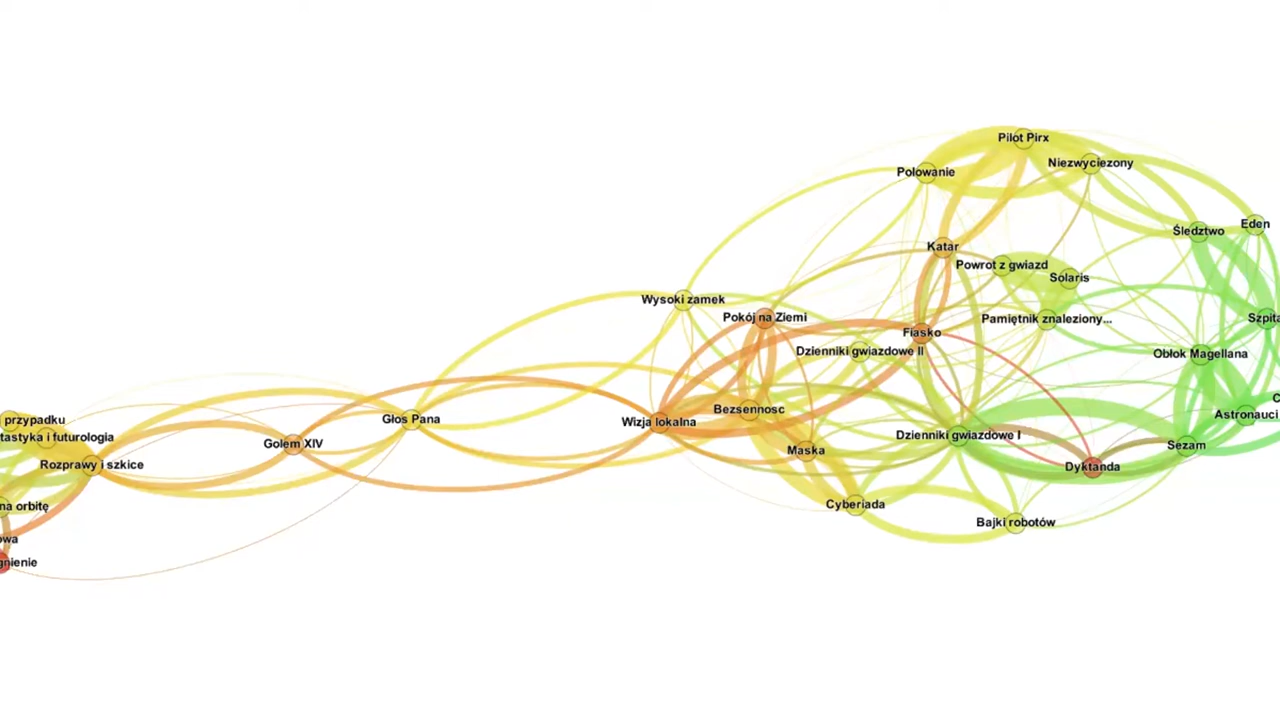 Pilot Pirx
Niezwyciezony
Polowanie
Eden
Śledztwo
Katar
Powrot z gwiazd
Solaris
Wysoki zamek
Pokój na Ziemi
Pamiętnik znaleziony...
Szpita
Fiasko
Dzienniki gwiazdowe II
Obłok Magellana
C
Bezsennosc
Astronauci
przypadku
Głos Pana
Wizja lokalna
tastyka i futurologia
Golem XIV
Dzienniki gwiazdowe I
Sezam
Maska
Rozprawy i szkice
Dyktanda
na orbitę
Cyberiada
Bajki robotów
owa
gnienie